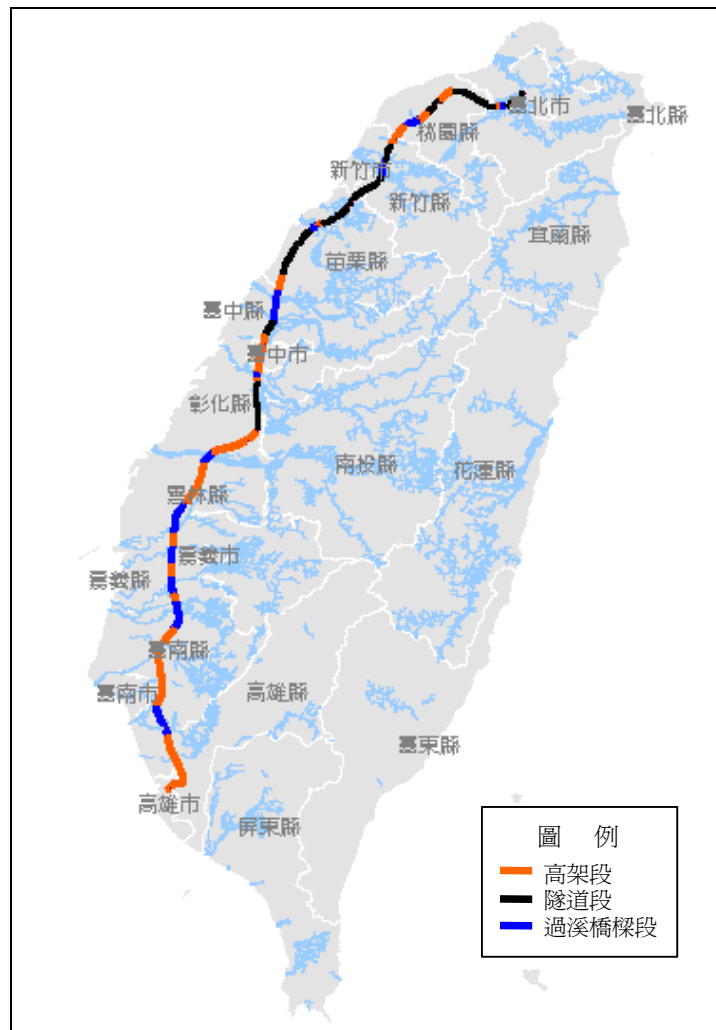 臺北市
臺北縣
桃園縣
新竹市
新竹縣
宜蘭縣
苗栗縣
臺中縣
臺中市
彰化縣
南投縣
花蓮縣
雲林縣
嘉義市
嘉義縣
臺南縣
臺南市
高雄縣
臺東縣
高雄市
屏東縣
圖 例
高架段
隧道段
過溪橋樑段